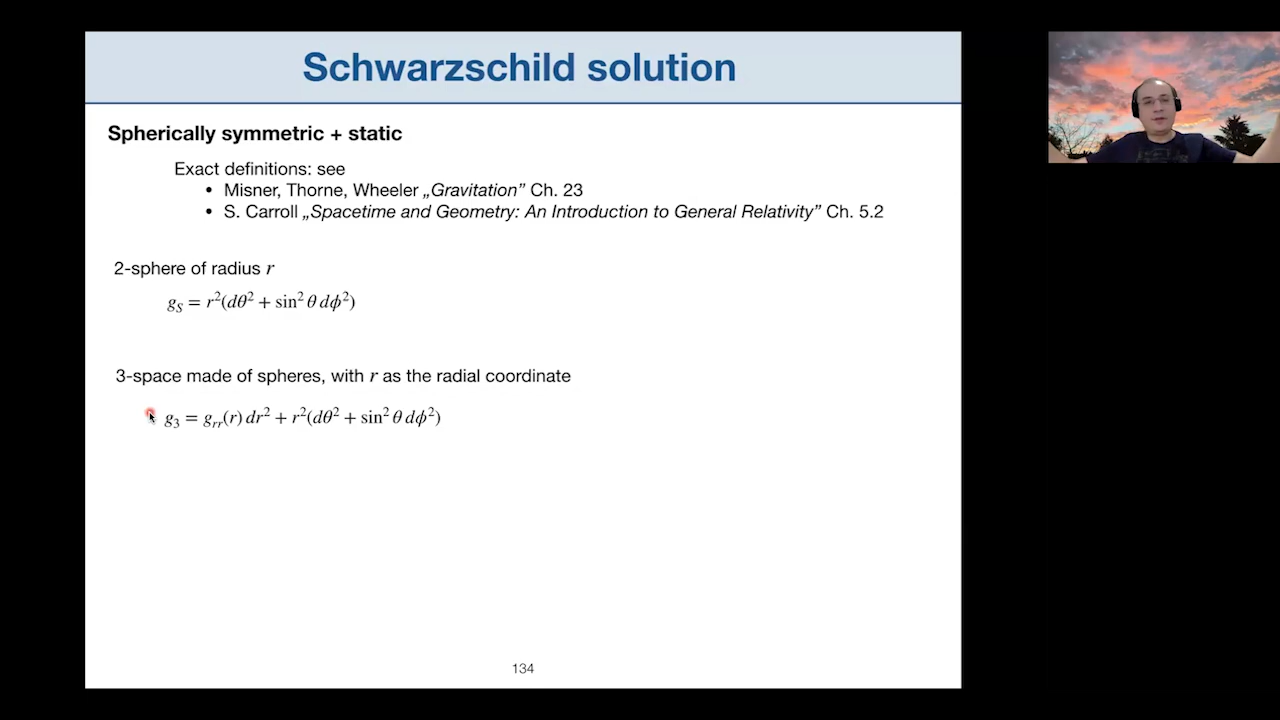 Schwarzschild solution
Spherically symmetric + static
Exact definitions: see
• Misner, Thorne, Wheeler „Gravitation” Ch. 23
• S. Carroll „Spacetime and Geometry: An Introduction to General Relativity” Ch. 5.2
2-sphere of radius r
g_S = r²(dθ² + sin² θ dϕ²)
3-space made of spheres, with r as the radial coordinate
g₃ = g_rr(r) dr² + r²(dθ² + sin² θ dϕ²)
134